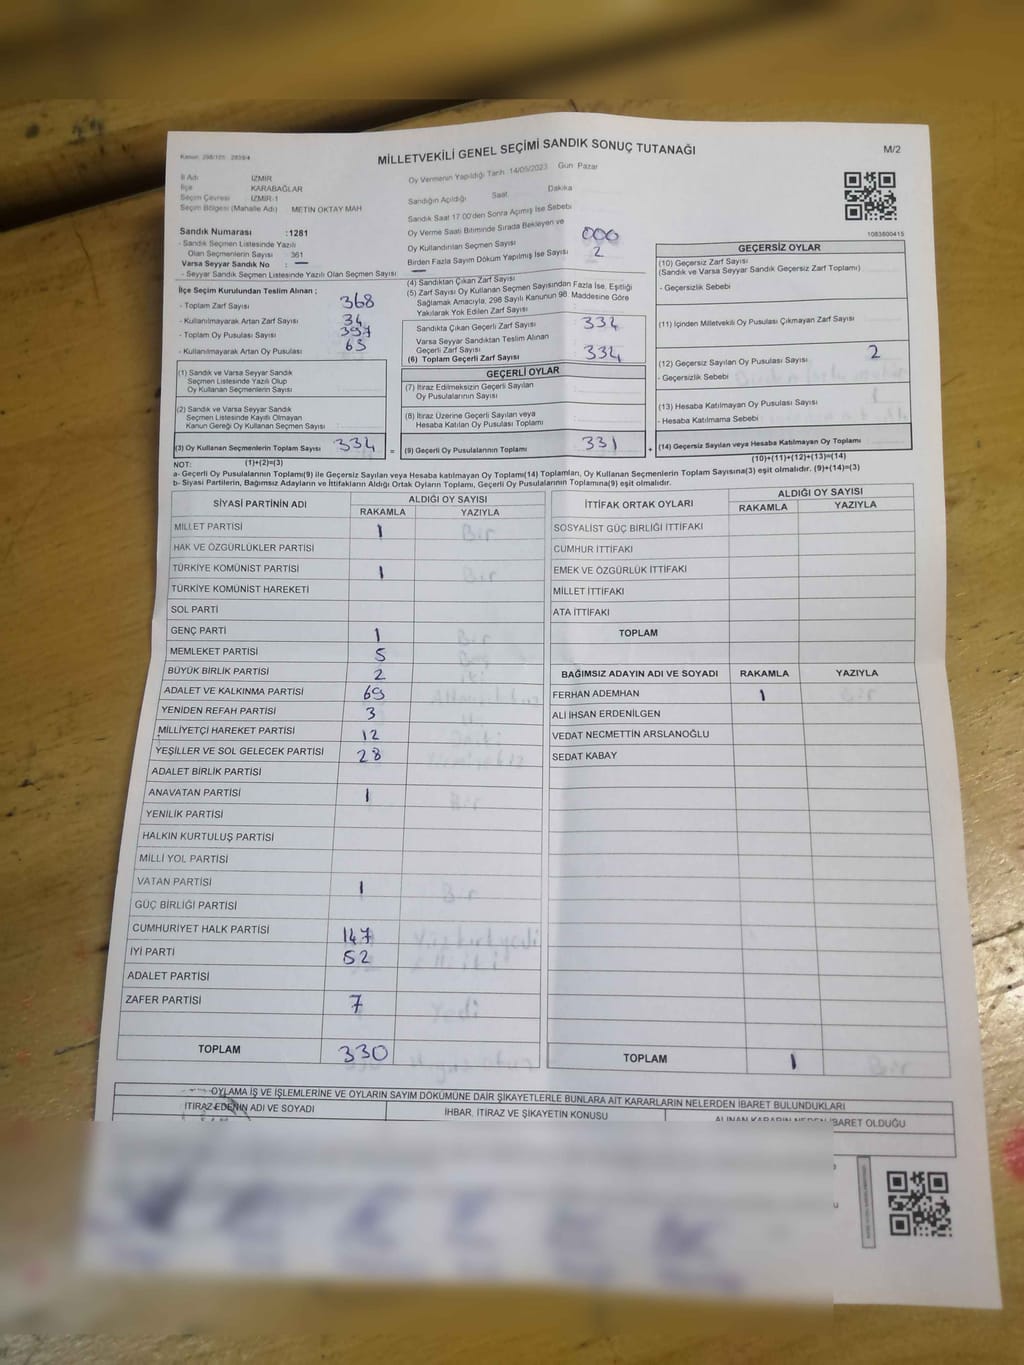 Kanun: 298/105 2839/4
MİLLETVEKİLİ GENEL SEÇİMİ SANDIK SONUÇ TUTANAĞI
M/2
İl Adı İZMİR
İlçe KARABAĞLAR
Seçim Çevresi İZMİR-1
Seçim Bölgesi (Mahalle Adı) METİN OKTAY MAH
Oy Vermenin Yapıldığı Tarih 14/05/2023 Gün Pazar
Sandığın Açıldığı Saat Dakika
Sandık Saat 17.00'den Sonra Açılmış İse Sebebi
Oy Verme Saati Bitiminde Sırada Bekleyen ve
Oy Kullandırılan Seçmen Sayısı 000
Birden Fazla Sayım Döküm Yapılmış İse Sayısı 2
1083800415
Sandık Numarası :1281
- Sandık Seçmen Listesinde Yazılı
Olan Seçmenlerin Sayısı 361
Varsa Seyyar Sandık No : —
- Seyyar Sandık Seçmen Listesinde Yazılı Olan Seçmen Sayısı: —
İlçe Seçim Kurulundan Teslim Alınan ;
- Toplam Zarf Sayısı 368
- Kullanılmayarak Artan Zarf Sayısı 34
- Toplam Oy Pusulası Sayısı 397
- Kullanılmayarak Artan Oy Pusulası 63
(4) Sandıktan Çıkan Zarf Sayısı
(5) Zarf Sayısı Oy Kullanan Seçmen Sayısından Fazla İse, Eşitliği
Sağlamak Amacıyla, 298 Sayılı Kanunun 98. Maddesine Göre
Yakılarak Yok Edilen Zarf Sayısı
Sandıkta Çıkan Geçerli Zarf Sayısı 334
Varsa Seyyar Sandıktan Teslim Alınan
Geçerli Zarf Sayısı
(6) Toplam Geçerli Zarf Sayısı 334
GEÇERSİZ OYLAR
(10) Geçersiz Zarf Sayısı
(Sandık ve Varsa Seyyar Sandık Geçersiz Zarf Toplamı)
- Geçersizlik Sebebi
(11) İçinden Milletvekili Oy Pusulası Çıkmayan Zarf Sayısı
(12) Geçersiz Sayılan Oy Pusulası Sayısı 2
- Geçersizlik Sebebi
(13) Hesaba Katılmayan Oy Pusulası Sayısı
- Hesaba Katılmama Sebebi
(14) Geçersiz Sayılan veya Hesaba Katılmayan Oy Toplamı
(10)+(11)+(12)+(13)=(14)
(1) Sandık ve Varsa Seyyar Sandık
Seçmen Listesinde Yazılı Olup
Oy Kullanan Seçmenlerin Sayısı
(2) Sandık ve Varsa Seyyar Sandık
Seçmen Listesinde Kayıtlı Olmayan
Kanun Gereği Oy Kullanan Seçmen Sayısı
(3) Oy Kullanan Seçmenlerin Toplam Sayısı 334 =
(1)+(2)=(3)
GEÇERLİ OYLAR
(7) İtiraz Edilmeksizin Geçerli Sayılan
Oy Pusulalarının Sayısı
(8) İtiraz Üzerine Geçerli Sayılan veya
Hesaba Katılan Oy Pusulası Toplamı
(9) Geçerli Oy Pusulalarının Toplamı 331 +
NOT:
a- Geçerli Oy Pusulalarının Toplamı(9) ile Geçersiz Sayılan veya Hesaba katılmayan Oy Toplamı(14) Toplamları, Oy Kullanan Seçmenlerin Toplam Sayısına(3) eşit olmalıdır. (9)+(14)=(3)
b- Siyasi Partilerin, Bağımsız Adayların ve İttifakların Aldığı Ortak Oyların Toplamı, Geçerli Oy Pusulalarının Toplamına(9) eşit olmalıdır.
SİYASİ PARTİNİN ADI ALDIĞI OY SAYISI
RAKAMLA YAZIYLA
MİLLET PARTİSİ 1 Bir
HAK VE ÖZGÜRLÜKLER PARTİSİ
TÜRKİYE KOMÜNİST PARTİSİ 1 Bir
TÜRKİYE KOMÜNİST HAREKETİ
SOL PARTİ
GENÇ PARTİ 1 Bir
MEMLEKET PARTİSİ 5 Beş
BÜYÜK BİRLİK PARTİSİ 2 İki
ADALET VE KALKINMA PARTİSİ 69
YENİDEN REFAH PARTİSİ 3
MİLLİYETÇİ HAREKET PARTİSİ 12
YEŞİLLER VE SOL GELECEK PARTİSİ 28
ADALET BİRLİK PARTİSİ
ANAVATAN PARTİSİ 1 Bir
YENİLİK PARTİSİ
HALKIN KURTULUŞ PARTİSİ
MİLLİ YOL PARTİSİ
VATAN PARTİSİ 1 Bir
GÜÇ BİRLİĞİ PARTİSİ
CUMHURİYET HALK PARTİSİ 147 Yüzkırkyedi
İYİ PARTİ 52
ADALET PARTİSİ
ZAFER PARTİSİ 7 Yedi
TOPLAM 330
İTTİFAK ORTAK OYLARI ALDIĞI OY SAYISI
RAKAMLA YAZIYLA
SOSYALİST GÜÇ BİRLİĞİ İTTİFAKI
CUMHUR İTTİFAKI
EMEK VE ÖZGÜRLÜK İTTİFAKI
MİLLET İTTİFAKI
ATA İTTİFAKI
TOPLAM
BAĞIMSIZ ADAYIN ADI VE SOYADI RAKAMLA YAZIYLA
FERHAN ADEMHAN 1 Bir
ALİ İHSAN ERDENİLGEN
VEDAT NECMETTİN ARSLANOĞLU
SEDAT KABAY
TOPLAM 1 Bir
OYLAMA İŞ VE İŞLEMLERİNE VE OYLARIN SAYIM DÖKÜMÜNE DAİR ŞİKAYETLERLE BUNLARA AİT KARARLARIN NELERDEN İBARET BULUNDUKLARI
İTİRAZ EDENİN ADI VE SOYADI İHBAR, İTİRAZ VE ŞİKAYETİN KONUSU ALINAN KARARIN NEDEN İBARET OLDUĞU